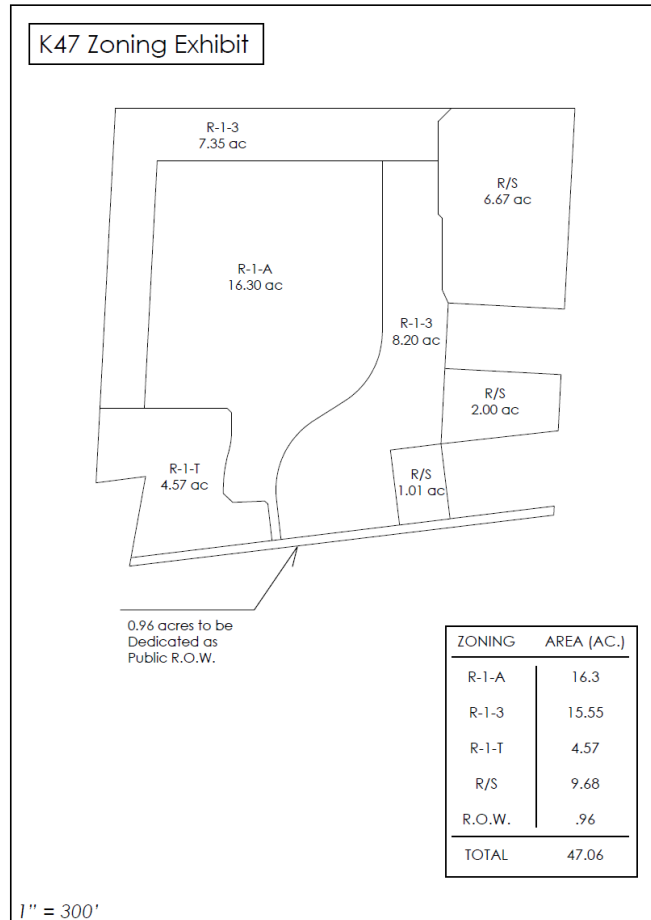 K47 Zoning Exhibit
R-1-3
7.35 ac
R/S
6.67 ac
R-1-A
16.30 ac
R-1-3
8.20 ac
R/S
2.00 ac
R-1-T
4.57 ac
R/S
1.01 ac
0.96 acres to be
Dedicated as
Public R.O.W.
ZONING AREA (AC.)
R-1-A 16.3
R-1-3 15.55
R-1-T 4.57
R/S 9.68
R.O.W. .96
TOTAL 47.06
1" = 300'